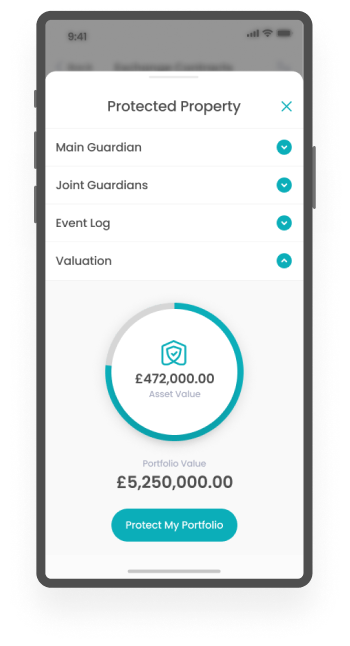 9:41
Back
Exchange Contracts
Protected Property
Main Guardian
Joint Guardians
Event Log
Valuation
£472,000.00
Asset Value
Portfolio Value
£5,250,000.00
Protect My Portfolio